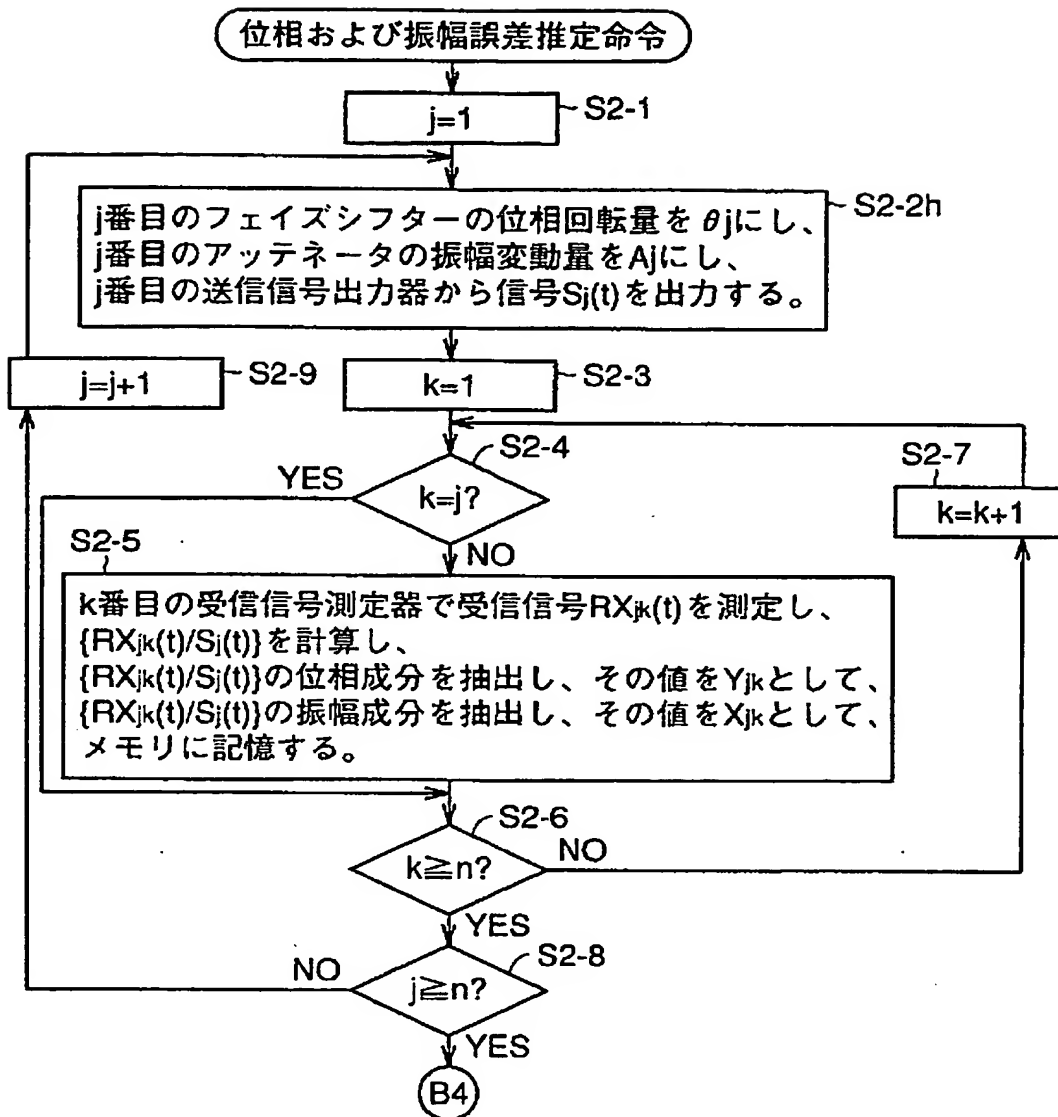 位相および振幅誤差推定命令
j=1
S2-1
j番目のフェイズシフターの位相回転量をθjにし、
j番目のアッテネータの振幅変動量をAjにし、
j番目の送信信号出力器から信号Sj(t)を出力する。
S2-2h
j=j+1
S2-9
k=1
S2-3
S2-4
YES
k=j?
NO
S2-7
k=k+1
S2-5
k番目の受信信号測定器で受信信号RXjk(t)を測定し、
{RXjk(t)/Sj(t)}を計算し、
{RXjk(t)/Sj(t)}の位相成分を抽出し、その値をYjkとして、
{RXjk(t)/Sj(t)}の振幅成分を抽出し、その値をXjkとして、
メモリに記憶する。
S2-6
k≧n?
NO
YES
S2-8
NO
j≧n?
YES
B4